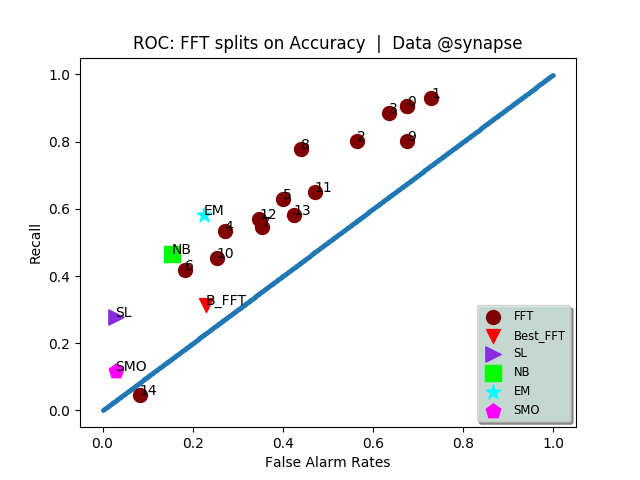 ROC: FFT splits on Accuracy | Data @synapse
1.0
0.8
0.6
0.4
0.2
0.0
Recall
1
0
3
9
2
8
11
5
13
12
7
4
EM
10
NB
6
B_FFT
SL
SMO
14
FFT
Best_FFT
SL
NB
EM
SMO
0.0 0.2 0.4 0.6 0.8 1.0
False Alarm Rates